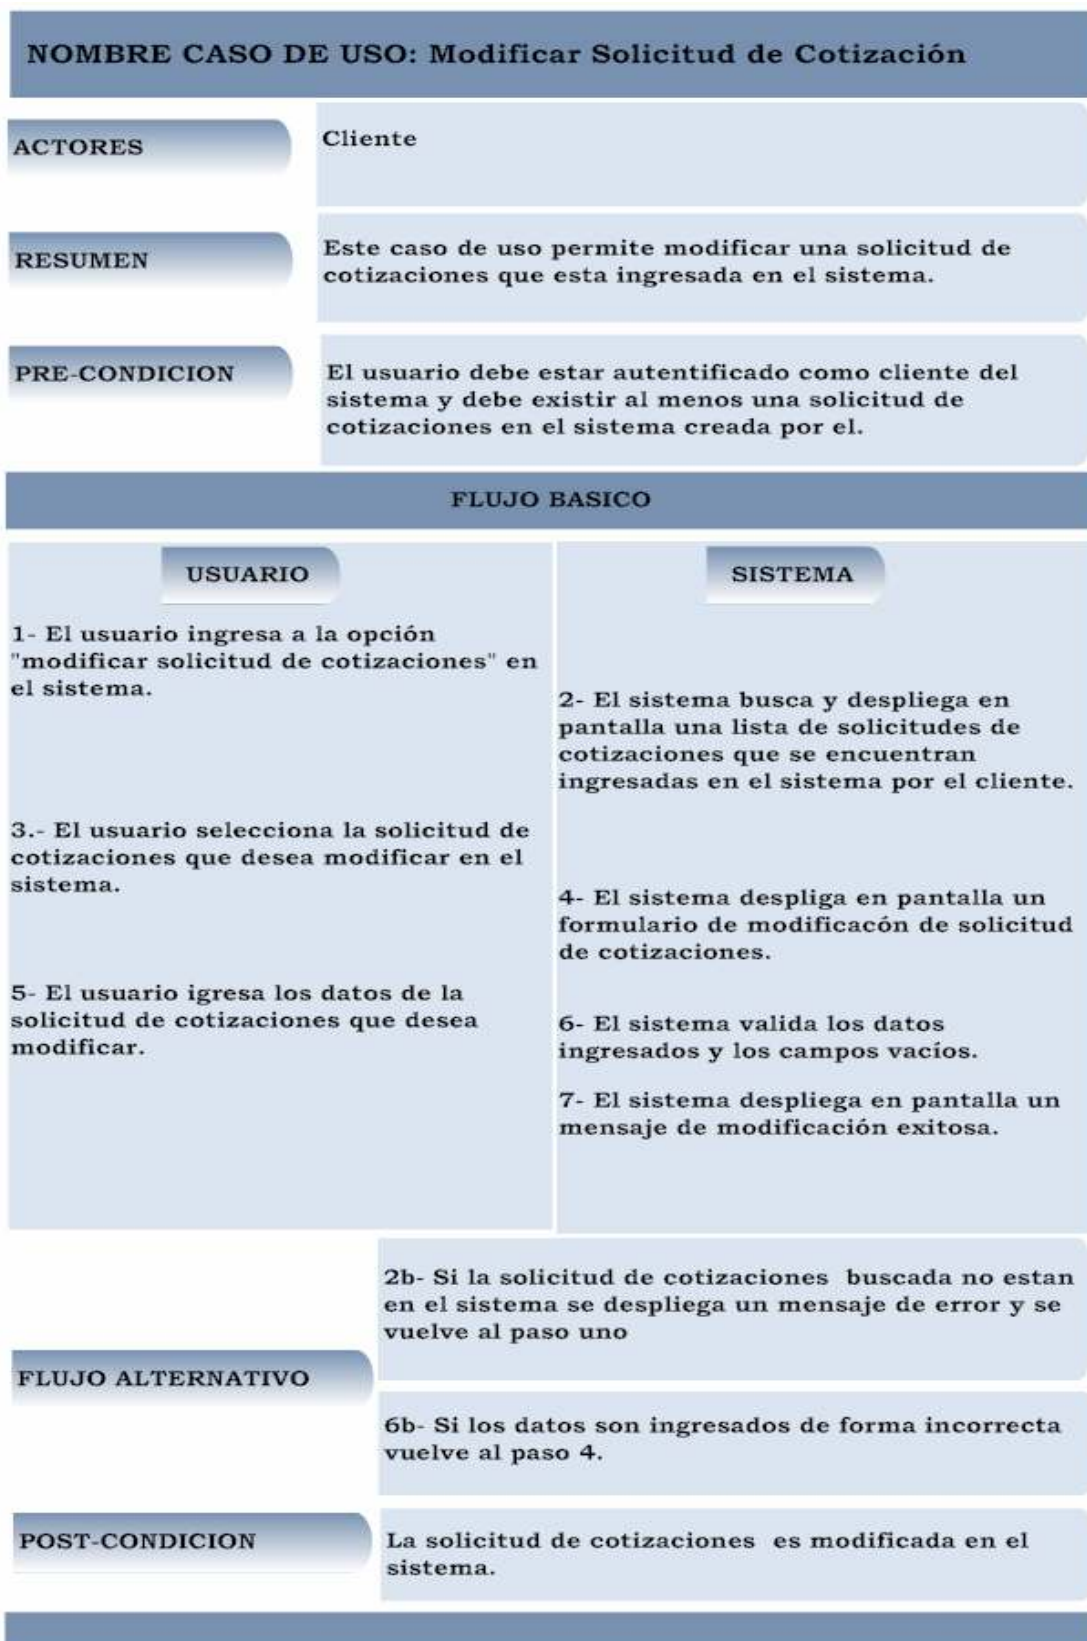 NOMBRE CASO DE USO: Modificar Solicitud de Cotización
ACTORES
Cliente
RESUMEN
Este caso de uso permite modificar una solicitud de
cotizaciones que esta ingresada en el sistema.
PRE-CONDICION
El usuario debe estar autentificado como cliente del
sistema y debe existir al menos una solicitud de
cotizaciones en el sistema creada por el.
FLUJO BASICO
USUARIO
1- El usuario ingresa a la opción
"modificar solicitud de cotizaciones" en
el sistema.
3.- El usuario selecciona la solicitud de
cotizaciones que desea modificar en el
sistema.
5- El usuario igresa los datos de la
solicitud de cotizaciones que desea
modificar.
SISTEMA
2- El sistema busca y despliega en
pantalla una lista de solicitudes de
cotizaciones que se encuentran
ingresadas en el sistema por el cliente.
4- El sistema despliga en pantalla un
formulario de modificacón de solicitud
de cotizaciones.
6- El sistema valida los datos
ingresados y los campos vacíos.
7- El sistema despliega en pantalla un
mensaje de modificación exitosa.
FLUJO ALTERNATIVO
2b- Si la solicitud de cotizaciones buscada no estan
en el sistema se despliega un mensaje de error y se
vuelve al paso uno
6b- Si los datos son ingresados de forma incorrecta
vuelve al paso 4.
POST-CONDICION
La solicitud de cotizaciones es modificada en el
sistema.